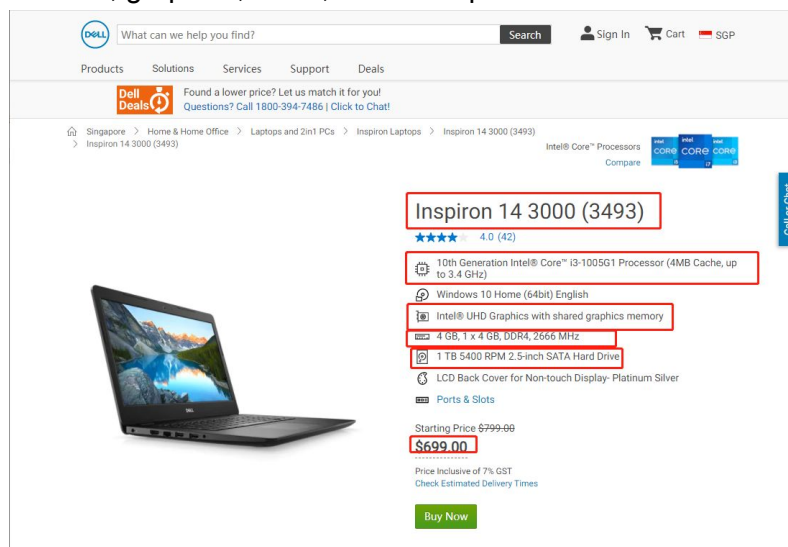 DELL
What can we help you find?
Search
Sign In
Cart
SGP
Products
Solutions
Services
Support
Deals
Dell
Deals
Found a lower price? Let us match it for you!
Questions? Call 1800-394-7486 | Click to Chat!
Singapore > Home & Home Office > Laptops and 2in1 PCs > Inspiron Laptops > Inspiron 14 3000 (3493)
> Inspiron 14 3000 (3493)
Intel® Core™ Processors
Compare
intel CORE i3
intel CORE i7
intel CORE i5
Call or Chat
Inspiron 14 3000 (3493)
4.0 (42)
10th Generation Intel® Core™ i3-1005G1 Processor (4MB Cache, up
to 3.4 GHz)
Windows 10 Home (64bit) English
Intel® UHD Graphics with shared graphics memory
4 GB, 1 x 4 GB, DDR4, 2666 MHz
1 TB 5400 RPM 2.5-inch SATA Hard Drive
LCD Back Cover for Non-touch Display- Platinum Silver
Ports & Slots
Starting Price $799.00
$699.00
Price Inclusive of 7% GST
Check Estimated Delivery Times
Buy Now
DELL